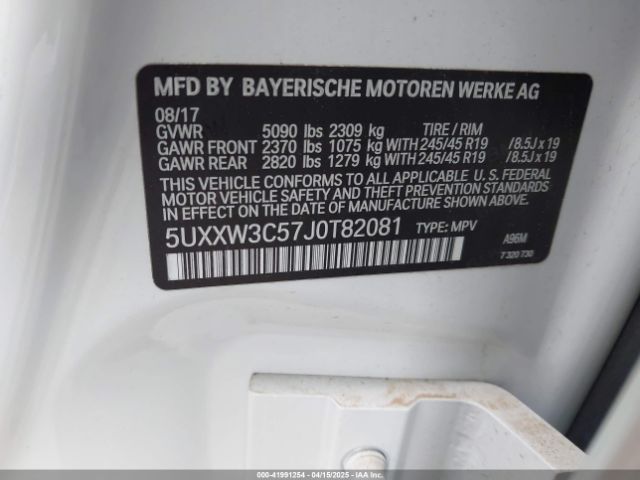 MFD BY BAYERISCHE MOTOREN WERKE AG
08/17
GVWR 5090 lbs 2309 kg TIRE / RIM
GAWR FRONT 2370 lbs 1075 kg WITH 245/45 R19 /8.5J x 19
GAWR REAR 2820 lbs 1279 kg WITH 245/45 R19 /8.5J x 19
THIS VEHICLE CONFORMS TO ALL APPLICABLE U. S. FEDERAL
MOTOR VEHICLE SAFETY AND THEFT PREVENTION STANDARDS
IN EFFECT ON THE DATE OF MANUFACTURE SHOWN ABOVE.
5UXXW3C57J0T82081 TYPE: MPV
A96M
7 320 730
000-41991254 04/15/2025 IAAI.COM